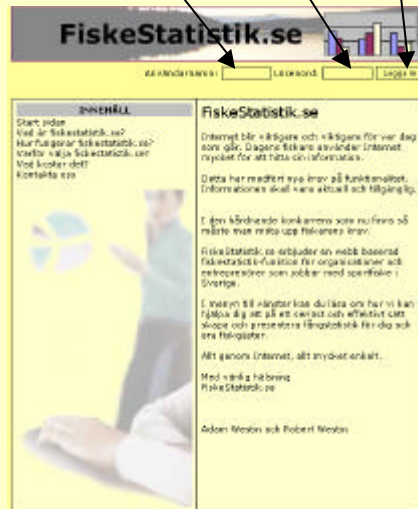 FiskeStatistik.se
Användarnamn: Lösenord: Logga in
INNEHÅLL
Start sidan
Vad är fiskestatistik.se?
Hur fungerar fiskestatistik.se?
Varför välja fiskestatistik.se?
Vad kostar det?
Kontakta oss
FiskeStatistik.se
Internet blir viktigare och viktigare för var dag
som går. Dagens fiskare använder Internet
mycket för att hitta sin information.
Detta har medfört nya krav på funktionalitet.
Informationen skall vara aktuell och tillgänglig.
I den hårdnande konkurrens som nu finns så
måste man möta upp fiskarens krav.
FiskeStatistik.se erbjuder en webb baserad
fiskestatistik-funktion för organisationer och
entreprenörer som jobbar med sportfiske i
Sverige.
I menyn till vänster kan du läsa om hur vi kan
hjälpa dig att på ett seriöst och effektivt sätt
skapa och presentera fångststatistik för dig och
era fiskgäster.
Allt genom Internet, allt mycket enkelt.
Med vänlig hälsning
FiskeStatistik.se
Adam och Robert